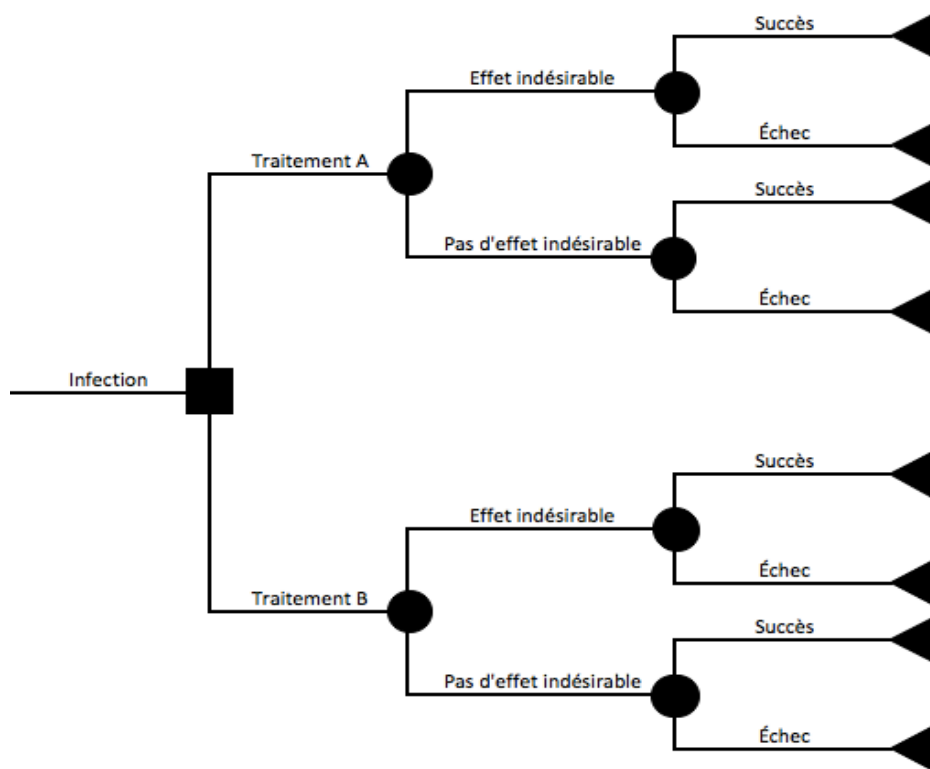 Succès
Effet indésirable
Échec
Traitement A
Succès
Pas d'effet indésirable
Échec
Infection
Succès
Effet indésirable
Échec
Traitement B
Succès
Pas d'effet indésirable
Échec